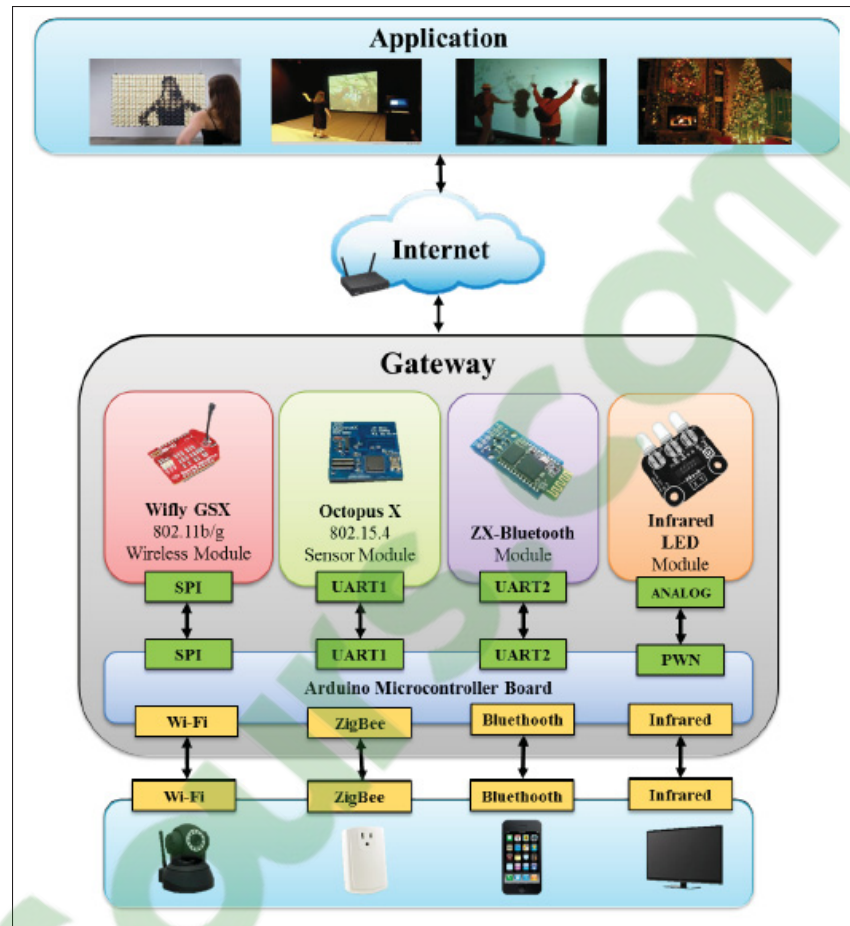 Application
Internet
Gateway
Wifly GSX
802.11b/g
Wireless Module
Octopus X
802.15.4
Sensor Module
ZX-Bluetooth
Module
Infrared
LED
Module
SPI
UART1
UART2
ANALOG
SPI
UART1
UART2
PWN
Arduino Microcontroller Board
Wi-Fi
ZigBee
Bluethooth
Infrared
Wi-Fi
ZigBee
Bluethooth
Infrared